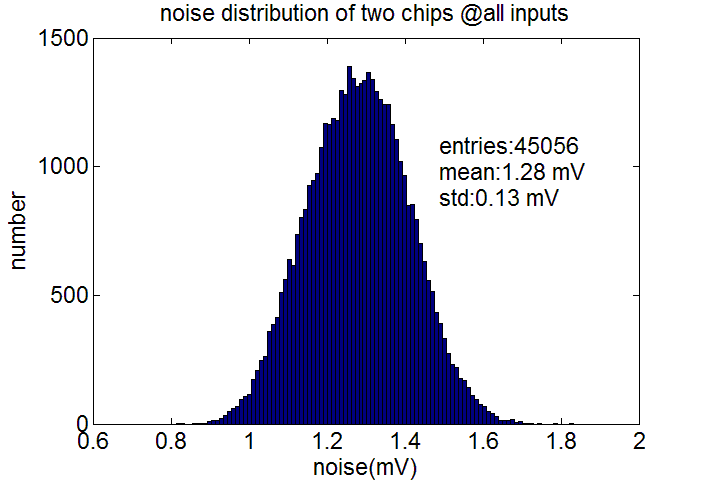 noise distribution of two chips @all inputs
1500
1000
500
0
number
entries:45056
mean:1.28 mV
std:0.13 mV
0.6 0.8 1 1.2 1.4 1.6 1.8 2
noise(mV)